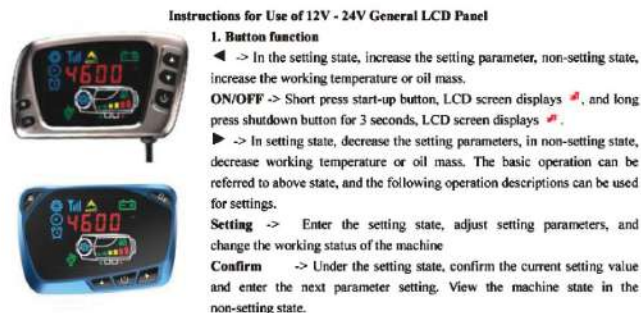 Instructions for Use of 12V - 24V General LCD Panel
1. Button function
◀ -> In the setting state, increase the setting parameter, non-setting state,
increase the working temperature or oil mass.
ON/OFF -> Short press start-up button, LCD screen displays , and long
press shutdown button for 3 seconds, LCD screen displays .
▶ -> In setting state, decrease the setting parameters, in non-setting state,
decrease working temperature or oil mass. The basic operation can be
referred to above state, and the following operation descriptions can be used
for settings.
Setting -> Enter the setting state, adjust setting parameters, and
change the working status of the machine
Confirm -> Under the setting state, confirm the current setting value
and enter the next parameter setting. View the machine state in the
non-setting state.
4600
4600